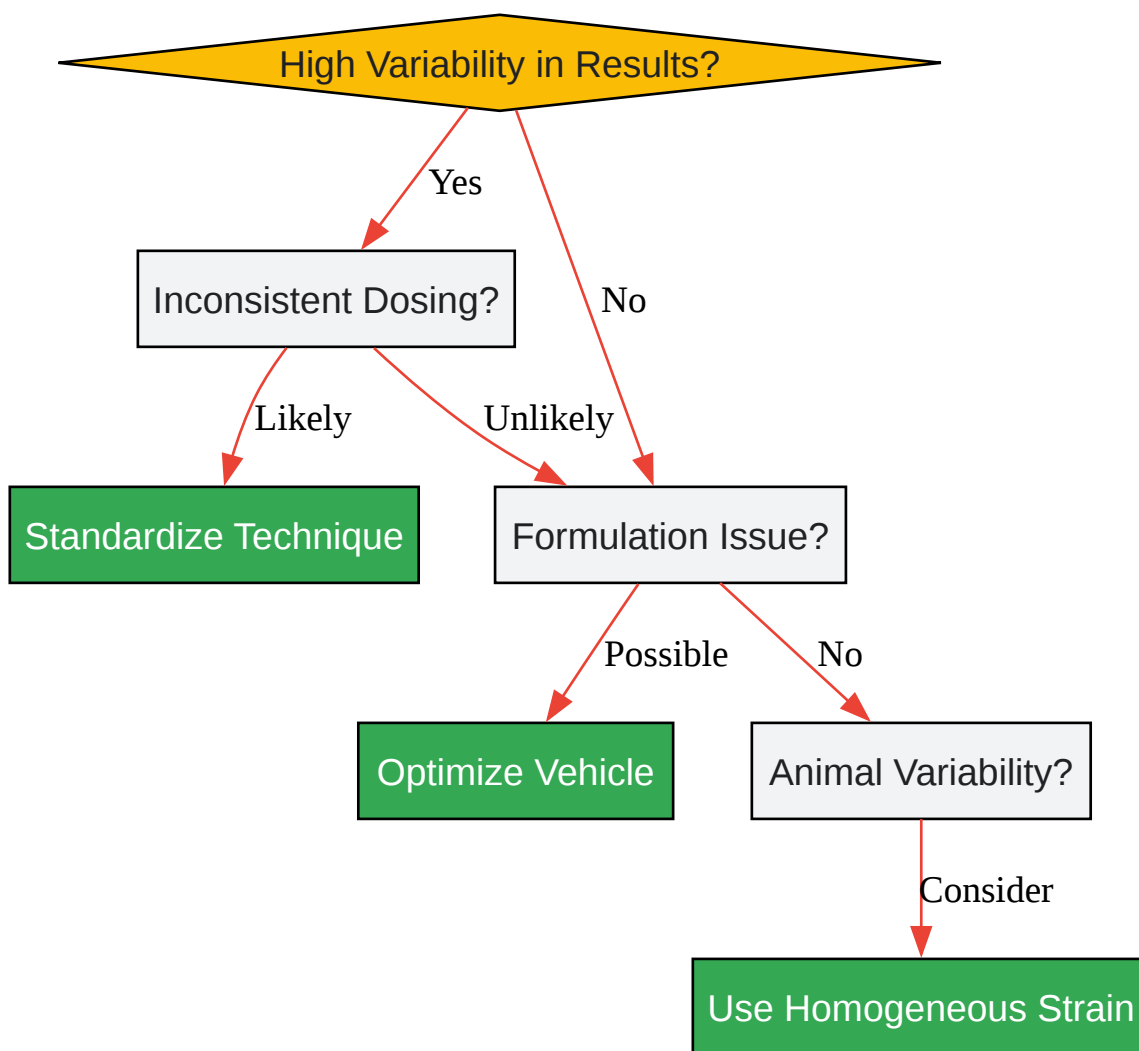 High Variability in Results?
Yes
Inconsistent Dosing?
No
Likely
Unlikely
Standardize Technique
Formulation Issue?
Possible
No
Optimize Vehicle
Animal Variability?
Consider
Use Homogeneous Strain